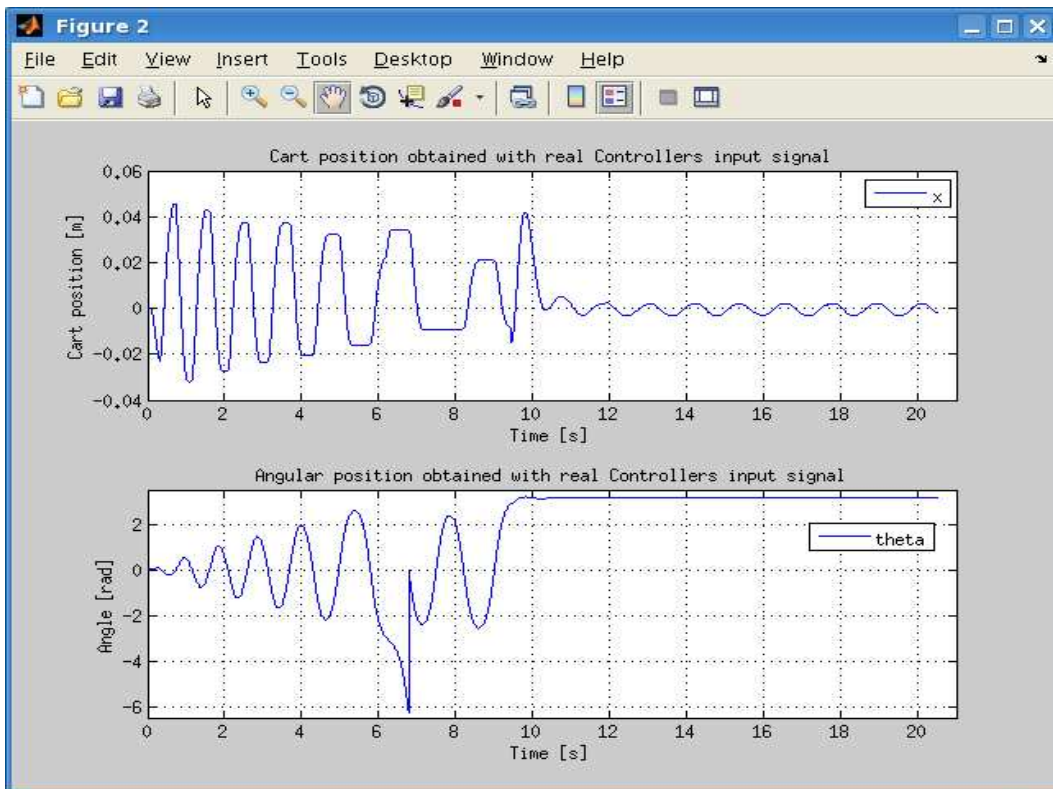 Figure 2
File Edit View Insert Tools Desktop Window Help
Cart position obtained with real Controllers input signal
Cart position [m]
0.06
0.04
0.02
0
-0.02
-0.04
x
0 2 4 6 8 10 12 14 16 18 20
Time [s]
Angular position obtained with real Controllers input signal
Angle [rad]
2
0
-2
-4
-6
theta
0 2 4 6 8 10 12 14 16 18 20
Time [s]